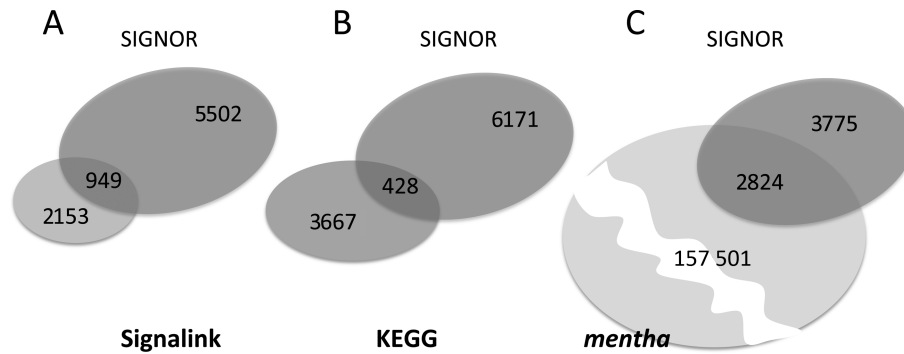 A
SIGNOR
5502
949
2153
Signalink
B
SIGNOR
6171
428
3667
KEGG
C
SIGNOR
3775
2824
157 501
mentha